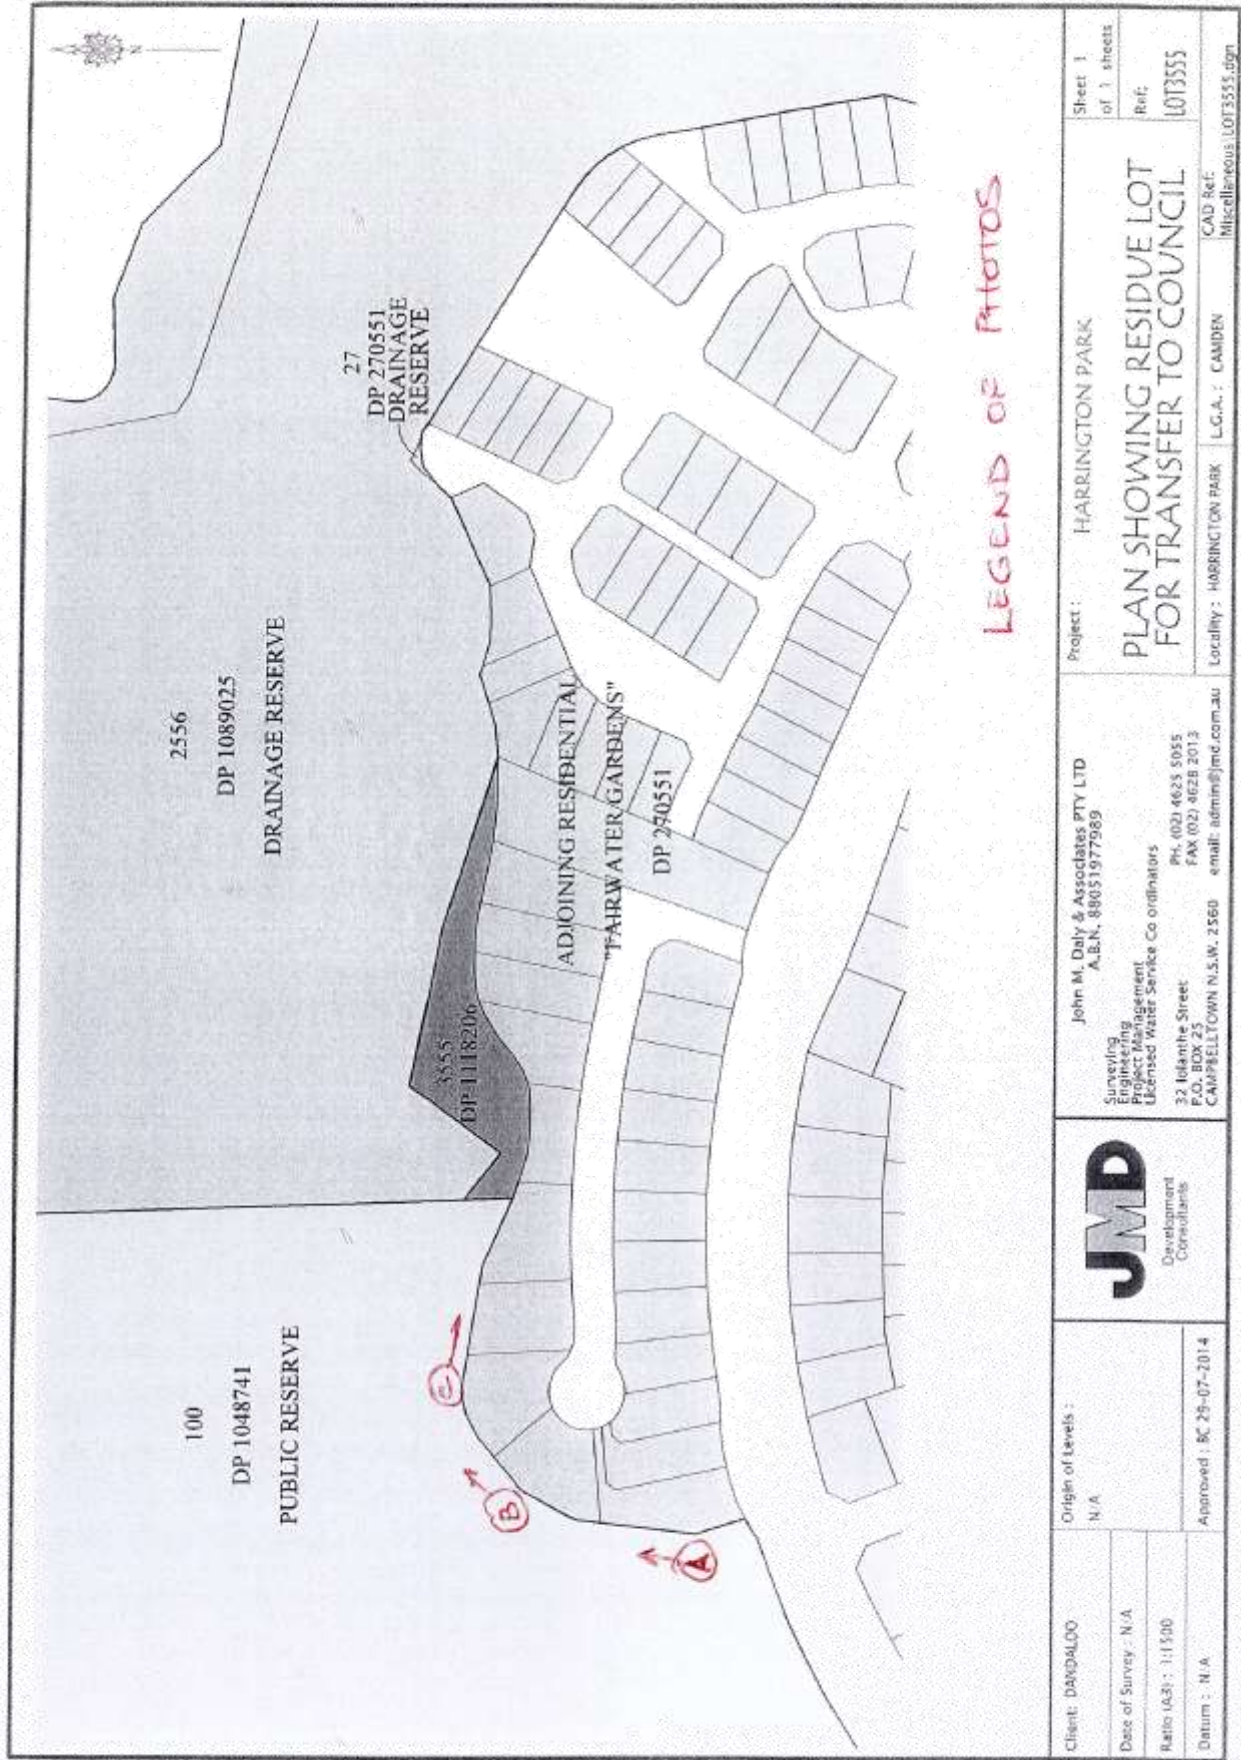 N
2556
DP 1089025
DRAINAGE RESERVE
27
DP 270551
DRAINAGE
RESERVE
100
DP 1048741
PUBLIC RESERVE
3555
DP 1118206
ADJOINING RESIDENTIAL
"FAIRWATER GARDENS"
DP 270551
C
B
A
LEGEND OF PHOTOS
Client: DANDALOO
Date of Survey : N/A
Ratio (A3) : 1:1500
Datum : N/A
Origin of Levels :
N/A
Approved : BC 29-07-2014
JMD
Development
Consultants
John M. Daly & Associates PTY LTD
A.B.N. 88051977989
Surveying
Engineering
Project Management
Licensed Water Service Co ordinators
32 Iolanthe Street
P.O. BOX 25
CAMPBELLTOWN N.S.W. 2560
PH. (02) 4625 5055
FAX (02) 4628 2013
email: admin@jmd.com.au
Project : HARRINGTON PARK
PLAN SHOWING RESIDUE LOT
FOR TRANSFER TO COUNCIL
Locality : HARRINGTON PARK
L.G.A. : CAMDEN
Sheet 1
of 1 sheets
Ref:
LOT3555
CAD Ref:
Miscellaneous\LOT3555.dgn